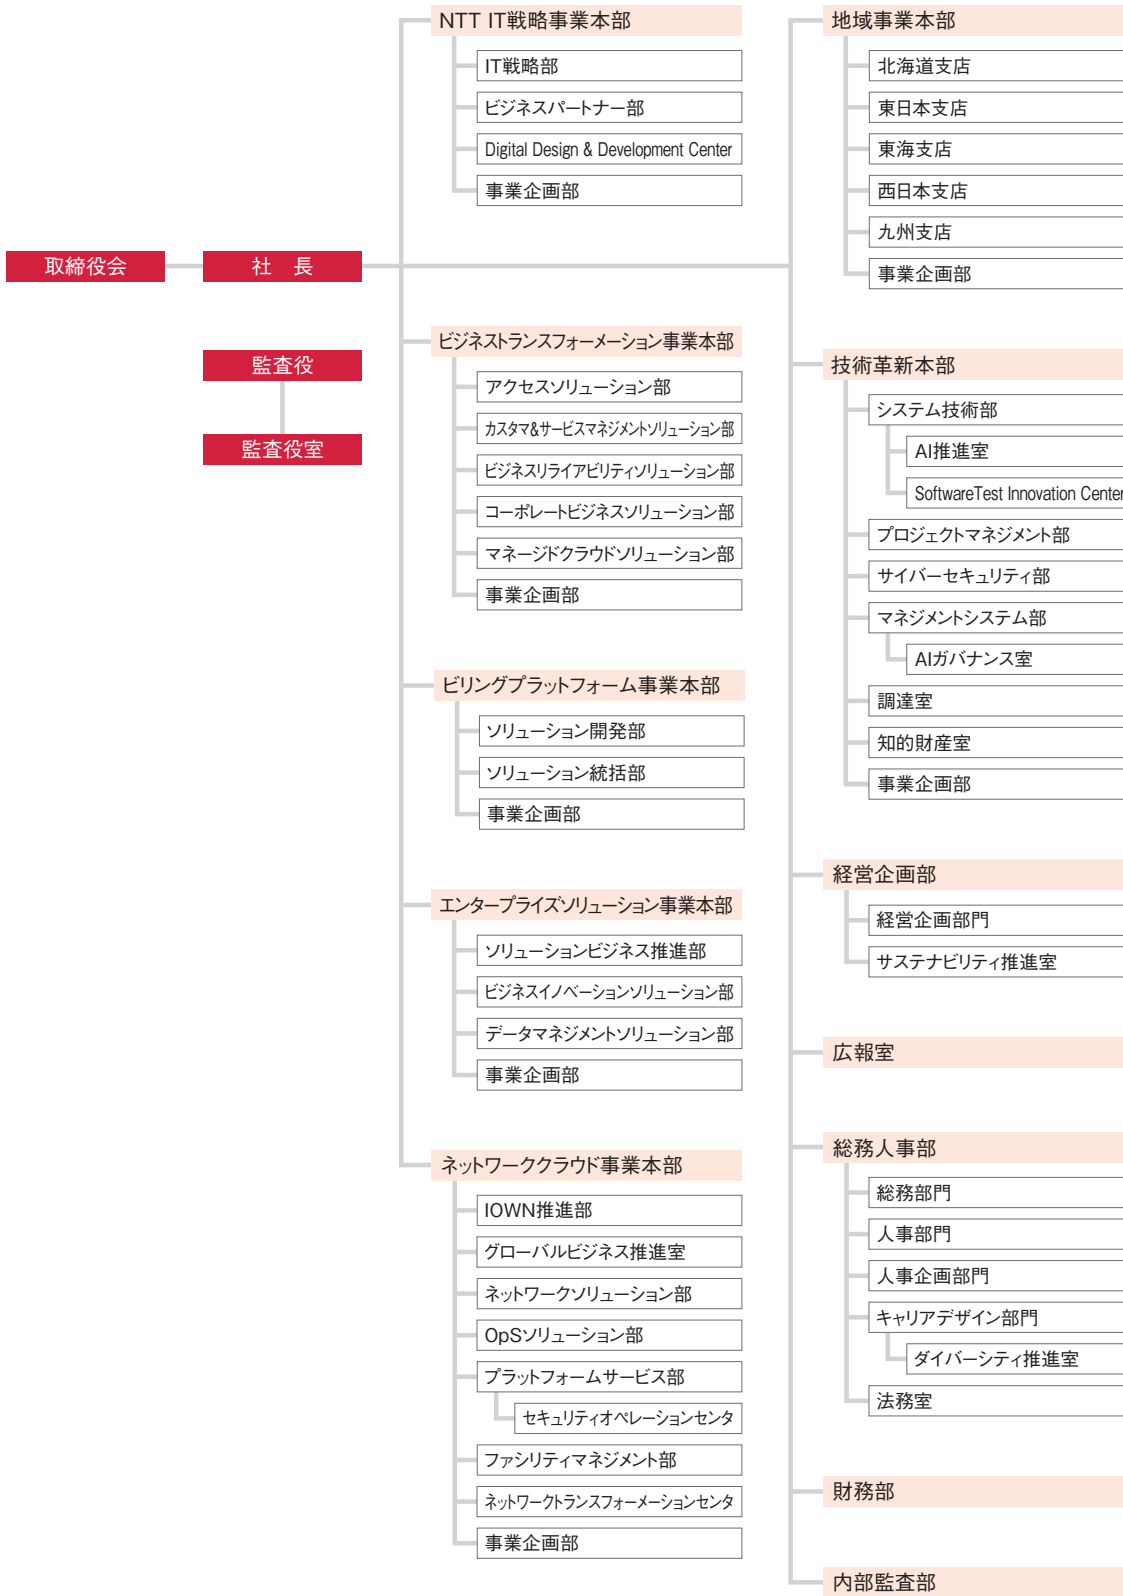 取締役会
社　長
監査役
監査役室
NTT IT戦略事業本部
IT戦略部
ビジネスパートナー部
Digital Design & Development Center
事業企画部
ビジネストランスフォーメーション事業本部
アクセスソリューション部
カスタマ&サービスマネジメントソリューション部
ビジネスリライアビリティソリューション部
コーポレートビジネスソリューション部
マネージドクラウドソリューション部
事業企画部
ビリングプラットフォーム事業本部
ソリューション開発部
ソリューション統括部
事業企画部
エンタープライズソリューション事業本部
ソリューションビジネス推進部
ビジネスイノベーションソリューション部
データマネジメントソリューション部
事業企画部
ネットワーククラウド事業本部
IOWN推進部
グローバルビジネス推進室
ネットワークソリューション部
OpSソリューション部
プラットフォームサービス部
セキュリティオペレーションセンタ
ファシリティマネジメント部
ネットワークトランスフォーメーションセンタ
事業企画部
地域事業本部
北海道支店
東日本支店
東海支店
西日本支店
九州支店
事業企画部
技術革新本部
システム技術部
AI推進室
SoftwareTest Innovation Center
プロジェクトマネジメント部
サイバーセキュリティ部
マネジメントシステム部
AIガバナンス室
調達室
知的財産室
事業企画部
経営企画部
経営企画部門
サステナビリティ推進室
広報室
総務人事部
総務部門
人事部門
人事企画部門
キャリアデザイン部門
ダイバーシティ推進室
法務室
財務部
内部監査部